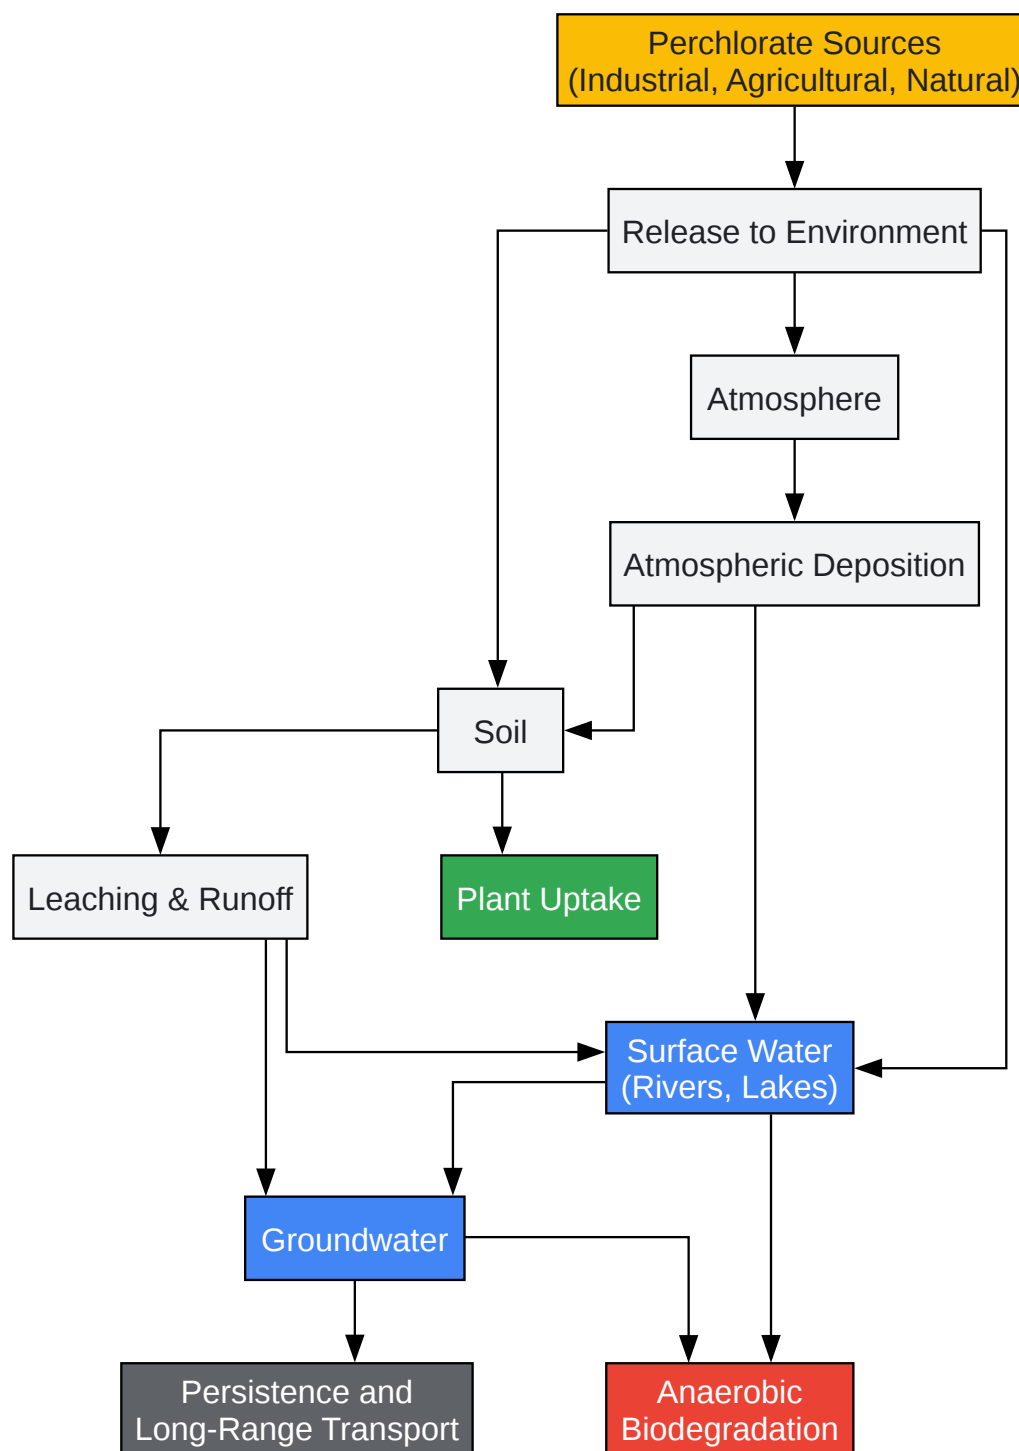 Perchlorate Sources
(Industrial, Agricultural, Natural)
Release to Environment
Atmosphere
Atmospheric Deposition
Soil
Leaching & Runoff
Plant Uptake
Surface Water
(Rivers, Lakes)
Groundwater
Persistence and
Long-Range Transport
Anaerobic
Biodegradation